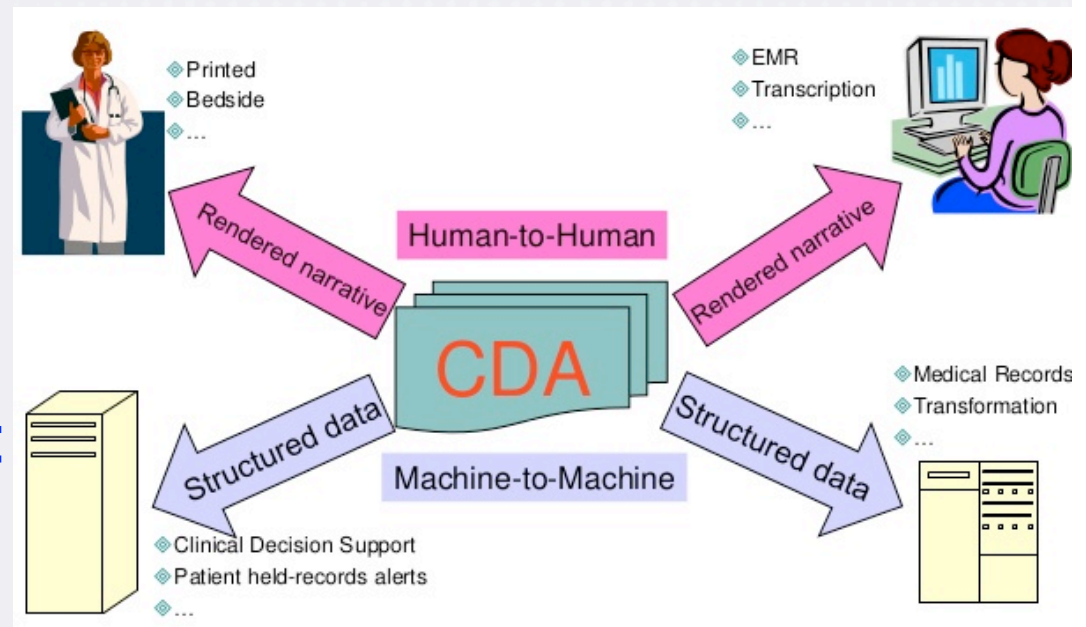 ◈Printed
◈Bedside
◈...
◈EMR
◈Transcription
◈...
Rendered narrative
Human-to-Human
Rendered narrative
CDA
Structured data
Machine-to-Machine
Structured data
◈Medical Records
◈Transformation
◈...
◈Clinical Decision Support
◈Patient held-records alerts
◈...